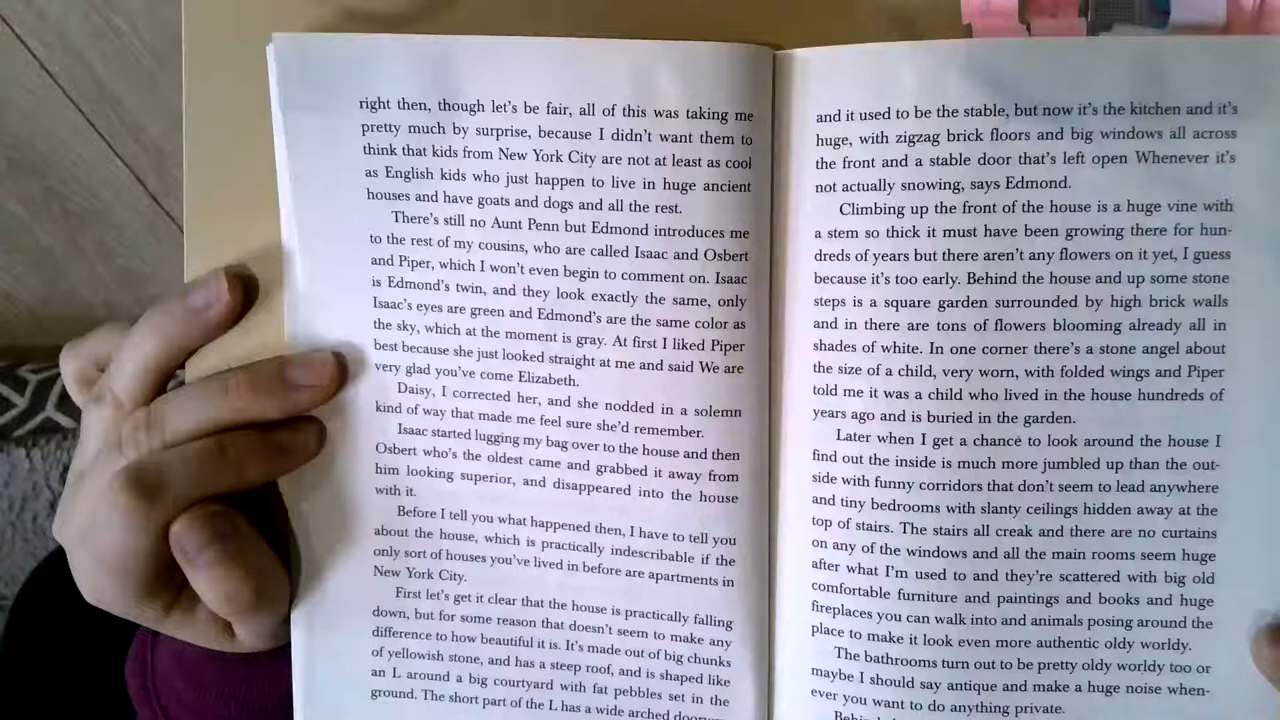 right then, though let's be fair, all of this was taking me
pretty much by surprise, because I didn't want them to
think that kids from New York City are not at least as cool
as English kids who just happen to live in huge ancient
houses and have goats and dogs and all the rest.
There's still no Aunt Penn but Edmond introduces me
to the rest of my cousins, who are called Isaac and Osbert
and Piper, which I won't even begin to comment on. Isaac
is Edmond's twin, and they look exactly the same, only
Isaac's eyes are green and Edmond's are the same color as
the sky, which at the moment is gray. At first I liked Piper
best because she just looked straight at me and said We are
very glad you've come Elizabeth.
Daisy, I corrected her, and she nodded in a solemn
kind of way that made me feel sure she'd remember.
Isaac started lugging my bag over to the house and then
Osbert who's the oldest came and grabbed it away from
him looking superior, and disappeared into the house
with it.
Before I tell you what happened then, I have to tell you
about the house, which is practically indescribable if the
only sort of houses you've lived in before are apartments in
New York City.
First let's get it clear that the house is practically falling
down, but for some reason that doesn't seem to make any
difference to how beautiful it is. It's made out of big chunks
of yellowish stone, and has a steep roof, and is shaped like
an L around a big courtyard with fat pebbles set in the
ground. The short part of the L has a wide arched
and it used to be the stable, but now it's the kitchen and it's
huge, with zigzag brick floors and big windows all across
the front and a stable door that's left open Whenever it's
not actually snowing, says Edmond.
Climbing up the front of the house is a huge vine with
a stem so thick it must have been growing there for hun-
dreds of years but there aren't any flowers on it yet, I guess
because it's too early. Behind the house and up some stone
steps is a square garden surrounded by high brick walls
and in there are tons of flowers blooming already all in
shades of white. In one corner there's a stone angel about
the size of a child, very worn, with folded wings and Piper
told me it was a child who lived in the house hundreds of
years ago and is buried in the garden.
Later when I get a chance to look around the house I
find out the inside is much more jumbled up than the out-
side with funny corridors that don't seem to lead anywhere
and tiny bedrooms with slanty ceilings hidden away at the
top of stairs. The stairs all creak and there are no curtains
on any of the windows and all the main rooms seem huge
after what I'm used to and they're scattered with big old
comfortable furniture and paintings and books and huge
fireplaces you can walk into and animals posing around the
place to make it look even more authentic oldy worldy.
The bathrooms turn out to be pretty oldy worldy too or
maybe I should say antique and make a huge noise when-
ever you want to do anything private.